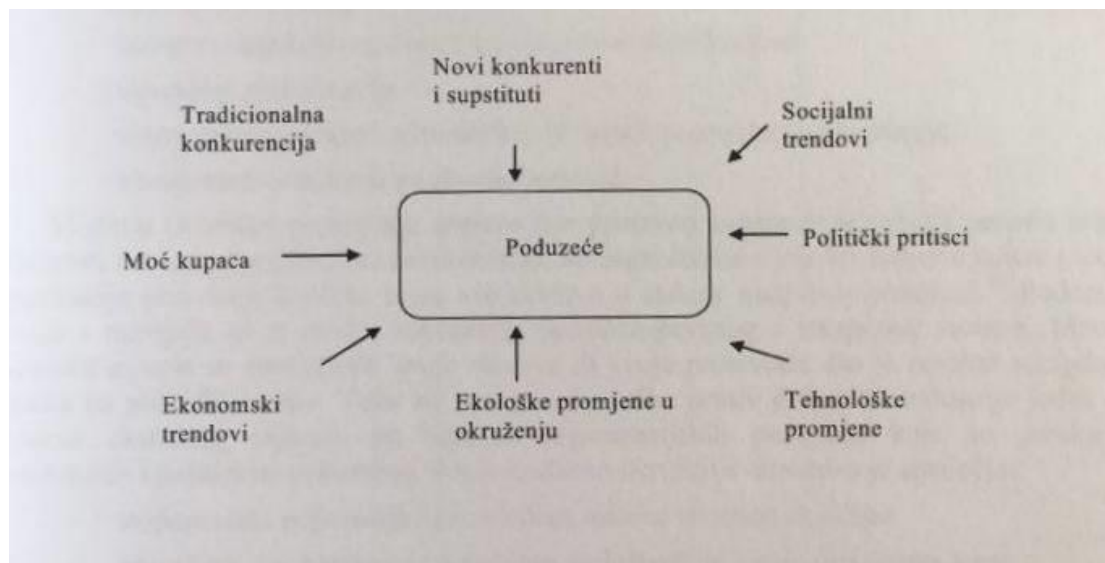 Novi konkurenti
i supstituti
Tradicionalna
konkurencija
Socijalni
trendovi
Moć kupaca
Poduzeće
Politički pritisci
Ekonomski
trendovi
Ekološke promjene u
okruženju
Tehnološke
promjene